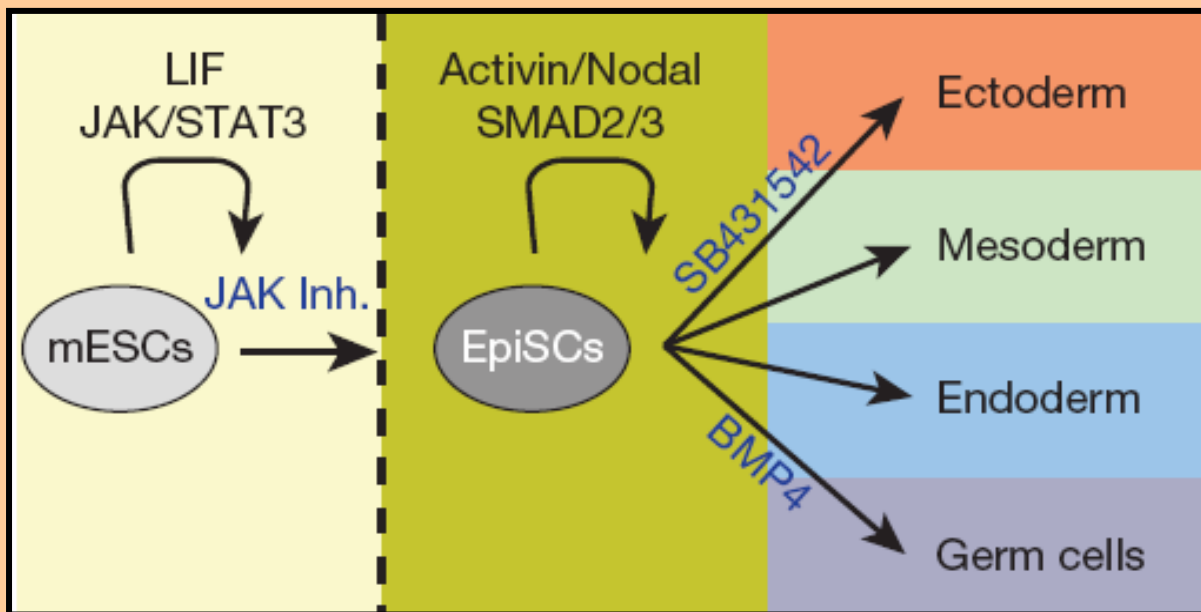 LIF
JAK/STAT3
JAK Inh.
mESCs
Activin/Nodal
SMAD2/3
EpiSCs
SB431542
BMP4
Ectoderm
Mesoderm
Endoderm
Germ cells